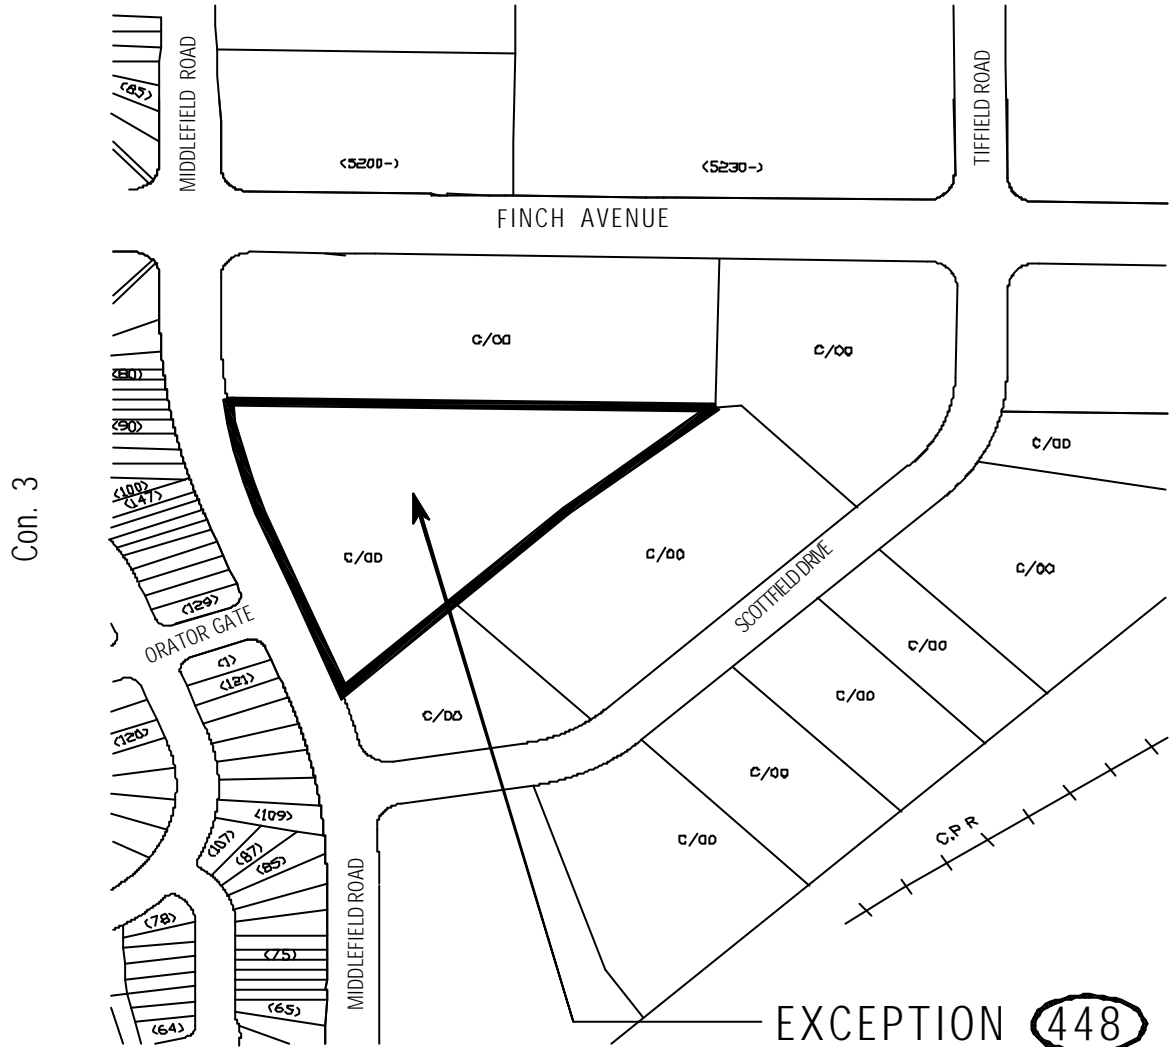 MIDDLEFIELD ROAD
TIFFIELD ROAD
(85)
(5200-)
(5230-)
FINCH AVENUE
C/OO
C/OO
(80)
(90)
C/OO
Con. 3
(100)
(147)
C/OO
C/OO
C/OO
SCOTTFIELD DRIVE
(129)
ORATOR GATE
C/OO
(1)
(121)
C/OO
C/OO
(120)
C/OO
(109)
C.P R
C/OO
(107)
(87)
(85)
MIDDLEFIELD ROAD
(78)
(75)
(65)
(64)
EXCEPTION 448